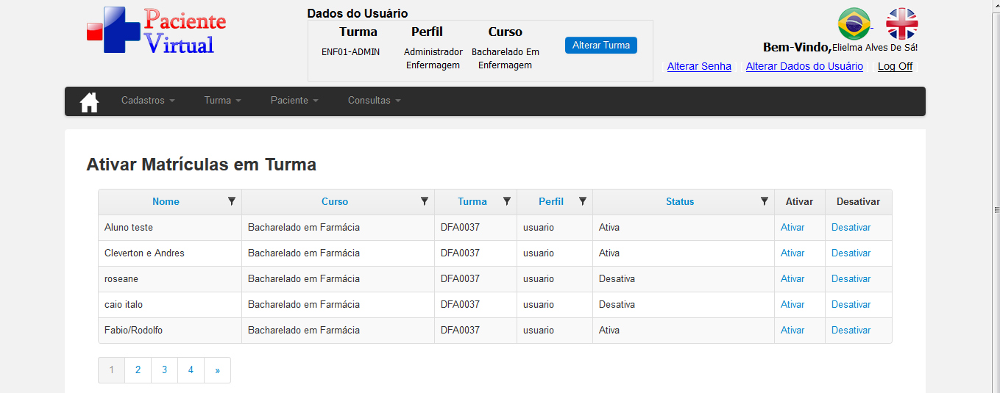 Paciente
Virtual
Dados do Usuário
Turma Perfil Curso
ENF01-ADMIN Administrador Enfermagem Bacharelado Em Enfermagem
Alterar Turma
Bem-Vindo,Elielma Alves De Sá!
Alterar Senha Alterar Dados do Usuário Log Off
Cadastros Turma Paciente Consultas
Ativar Matrículas em Turma
Nome Curso Turma Perfil Status Ativar Desativar
Aluno teste Bacharelado em Farmácia DFA0037 usuario Ativa Ativar Desativar
Cleverton e Andres Bacharelado em Farmácia DFA0037 usuario Ativa Ativar Desativar
roseane Bacharelado em Farmácia DFA0037 usuario Desativa Ativar Desativar
caio italo Bacharelado em Farmácia DFA0037 usuario Desativa Ativar Desativar
Fabio/Rodolfo Bacharelado em Farmácia DFA0037 usuario Ativa Ativar Desativar
1 2 3 4 »